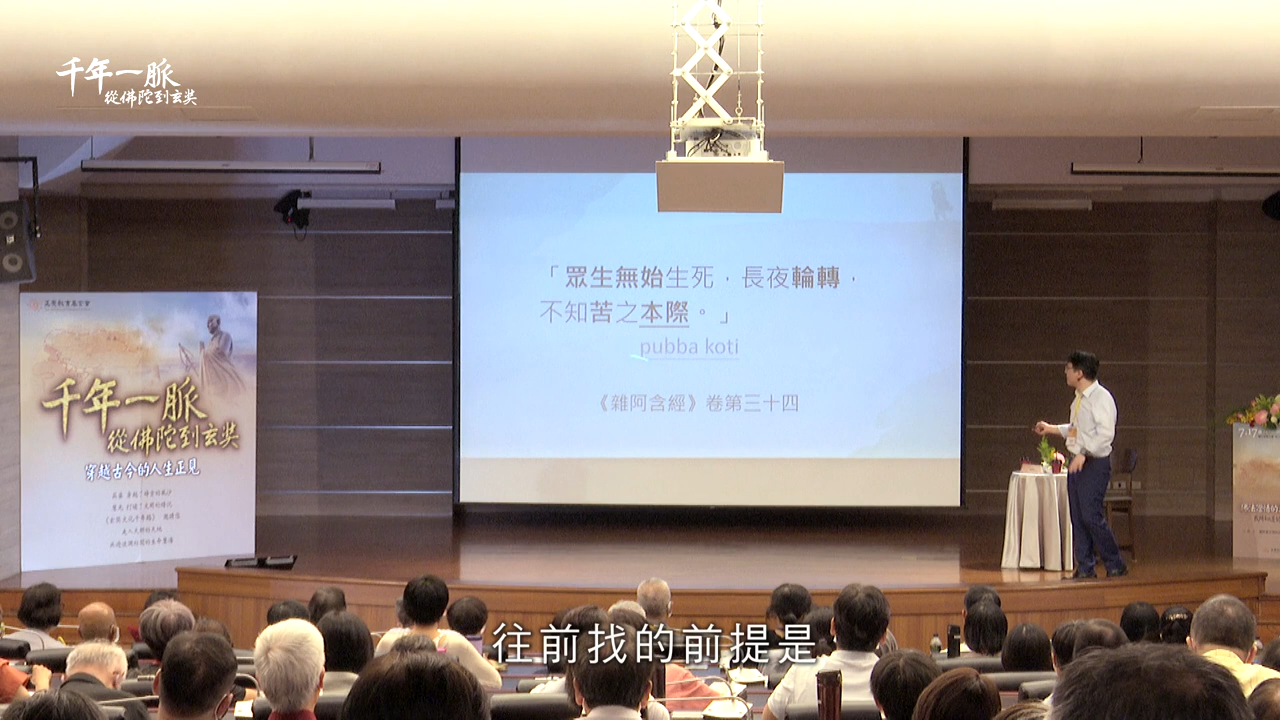 千年一脈
從佛陀到玄奘
「眾生無始生死，長夜輪轉，
不知苦之本際。」
pubba koti
《雜阿含經》卷第三十四
千年一脈
從佛陀到玄奘
穿越古今的人生正見
7.17
往前找的前提是